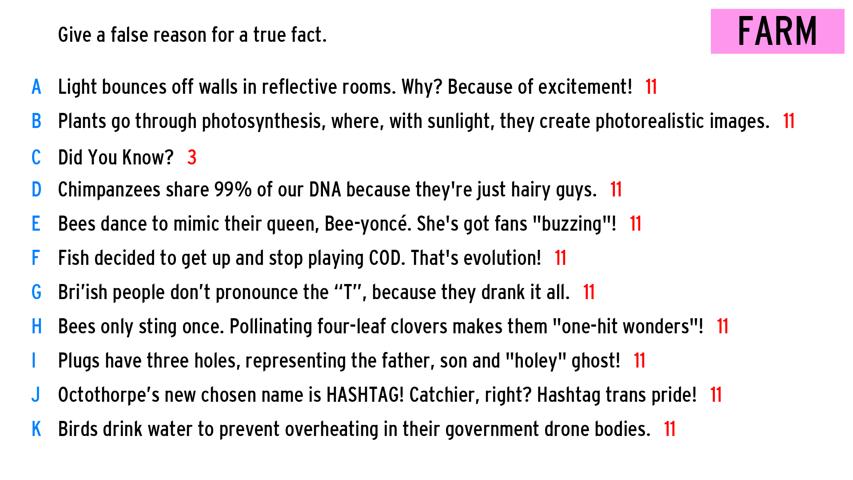 FARM
Give a false reason for a true fact.
A Light bounces off walls in reflective rooms. Why? Because of excitement! 11
B Plants go through photosynthesis, where, with sunlight, they create photorealistic images. 11
C Did You Know? 3
D Chimpanzees share 99% of our DNA because they're just hairy guys. 11
E Bees dance to mimic their queen, Bee-yoncé. She's got fans "buzzing"! 11
F Fish decided to get up and stop playing COD. That's evolution! 11
G Bri’ish people don’t pronounce the “T”, because they drank it all. 11
H Bees only sting once. Pollinating four-leaf clovers makes them "one-hit wonders"! 11
I Plugs have three holes, representing the father, son and "holey" ghost! 11
J Octothorpe’s new chosen name is HASHTAG! Catchier, right? Hashtag trans pride! 11
K Birds drink water to prevent overheating in their government drone bodies. 11